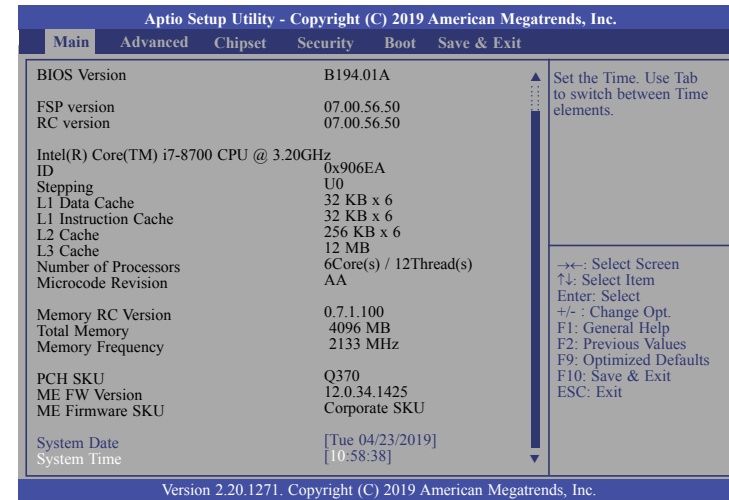 Aptio Setup Utility - Copyright (C) 2019 American Megatrends, Inc.
Main Advanced Chipset Security Boot Save & Exit
BIOS Version B194.01A
FSP version 07.00.56.50
RC version 07.00.56.50
Intel(R) Core(TM) i7-8700 CPU @ 3.20GHz
ID 0x906EA
Stepping U0
L1 Data Cache 32 KB x 6
L1 Instruction Cache 32 KB x 6
L2 Cache 256 KB x 6
L3 Cache 12 MB
Number of Processors 6Core(s) / 12Thread(s)
Microcode Revision AA
Memory RC Version 0.7.1.100
Total Memory 4096 MB
Memory Frequency 2133 MHz
PCH SKU Q370
ME FW Version 12.0.34.1425
ME Firmware SKU Corporate SKU
System Date [Tue 04/23/2019]
System Time [10:58:38]
Set the Time. Use Tab
to switch between Time
elements.
→←: Select Screen
↑↓: Select Item
Enter: Select
+/- : Change Opt.
F1: General Help
F2: Previous Values
F9: Optimized Defaults
F10: Save & Exit
ESC: Exit
Version 2.20.1271. Copyright (C) 2019 American Megatrends, Inc.